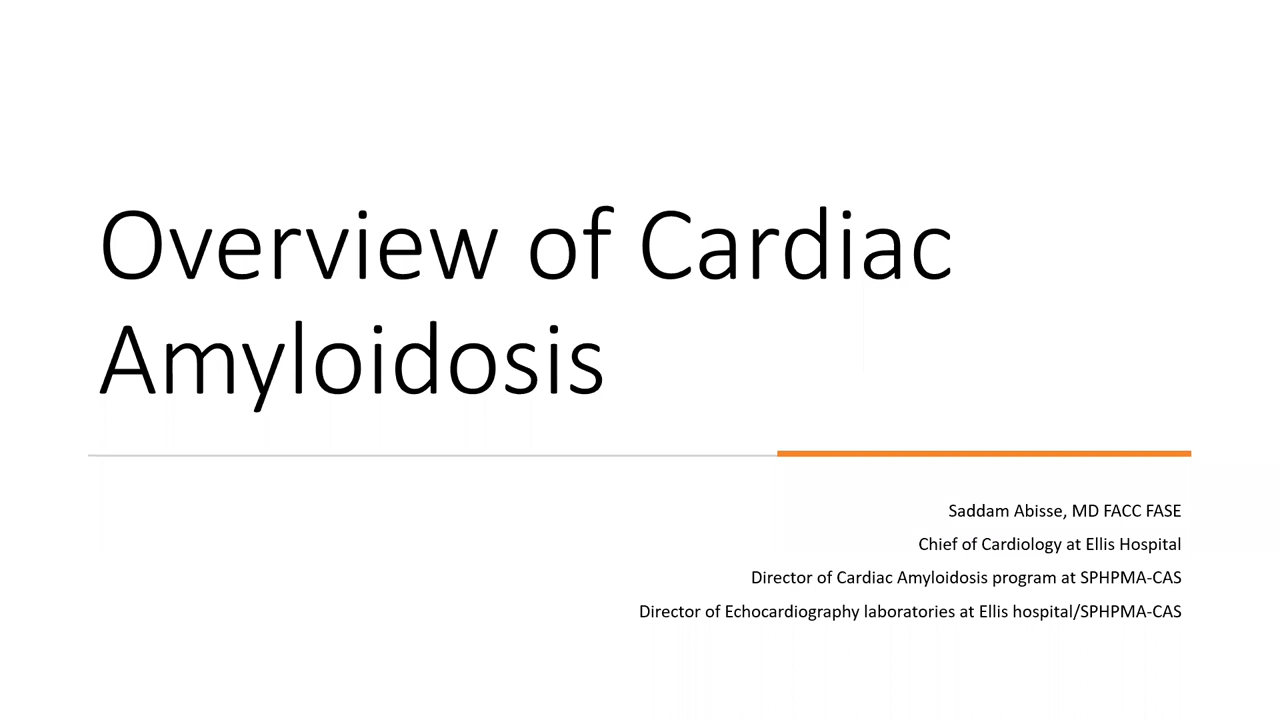 Overview of Cardiac
Amyloidosis
Saddam Abisse, MD FACC FASE
Chief of Cardiology at Ellis Hospital
Director of Cardiac Amyloidosis program at SPHPMA-CAS
Director of Echocardiography laboratories at Ellis hospital/SPHPMA-CAS